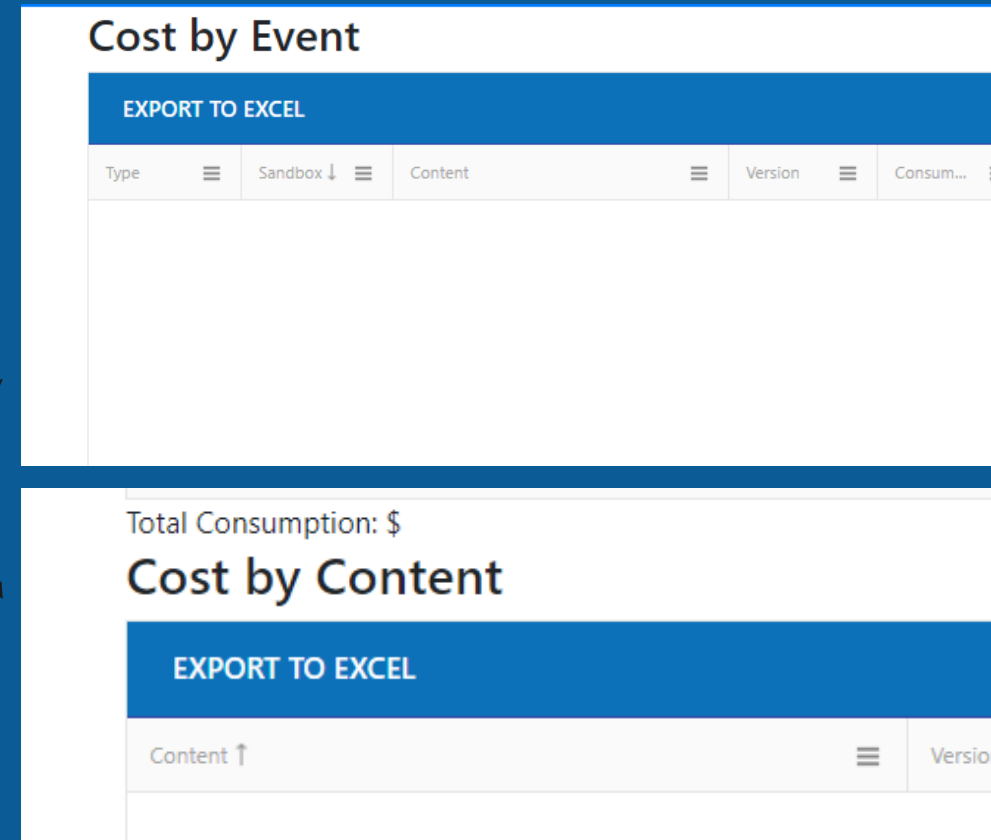 Cost by Event
EXPORT TO EXCEL
Type Sandbox ↓ Content Version Consum...
Total Consumption: $
Cost by Content
EXPORT TO EXCEL
Content ↑ Versio